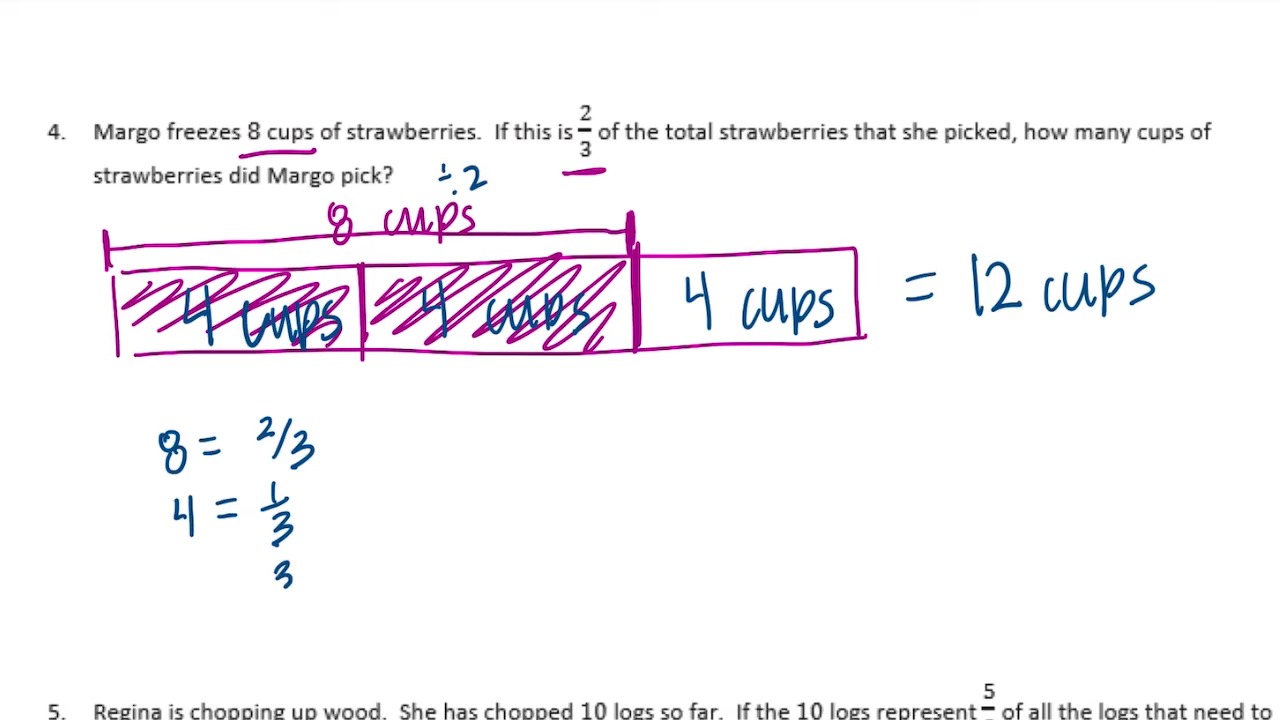 4. Margo freezes 8 cups of strawberries. If this is 2/3 of the total strawberries that she picked, how many cups of
strawberries did Margo pick?
÷2
8 cups
4 cups 4 cups 4 cups = 12 cups
8 = 2/3
4 = 1/3
3
5. Regina is chopping up wood. She has chopped 10 logs so far. If the 10 logs represent 5 of all the logs that need to